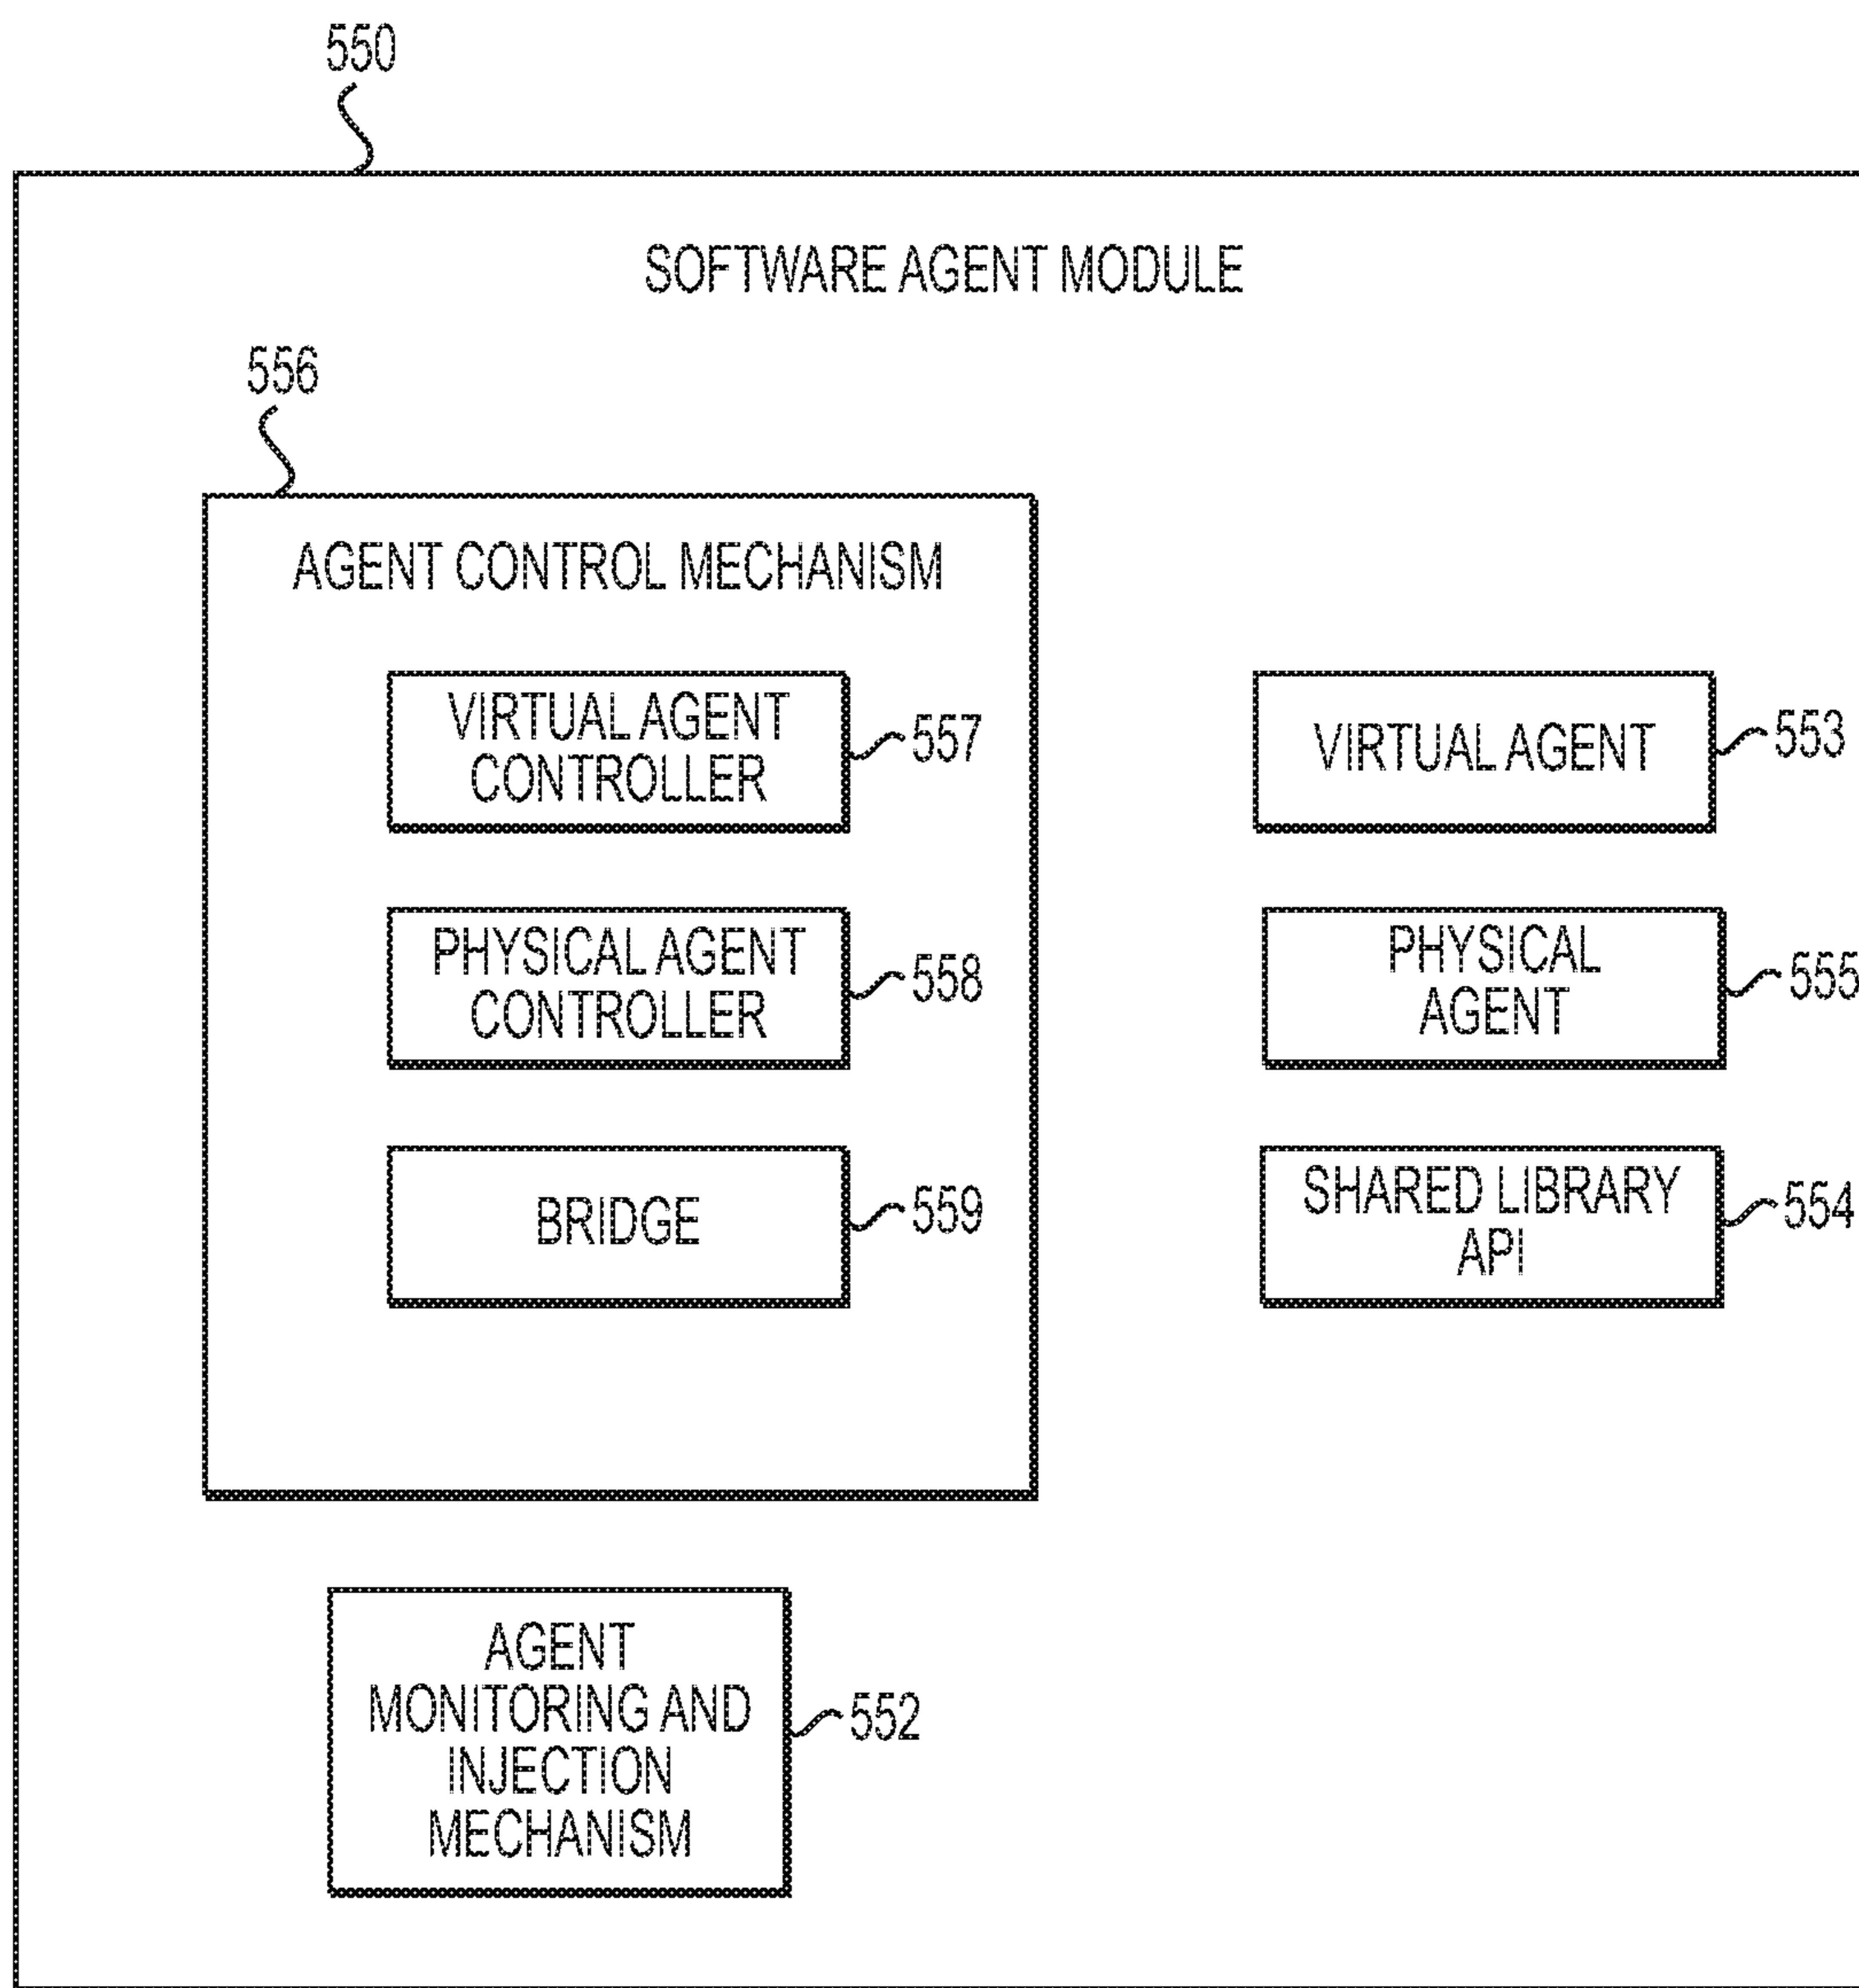 550
SOFTWARE AGENT MODULE
556
AGENT CONTROL MECHANISM
VIRTUAL AGENT
CONTROLLER
557
PHYSICAL AGENT
CONTROLLER
558
BRIDGE
559
VIRTUAL AGENT
553
PHYSICAL
AGENT
555
SHARED LIBRARY
API
554
AGENT
MONITORING AND
INJECTION
MECHANISM
552